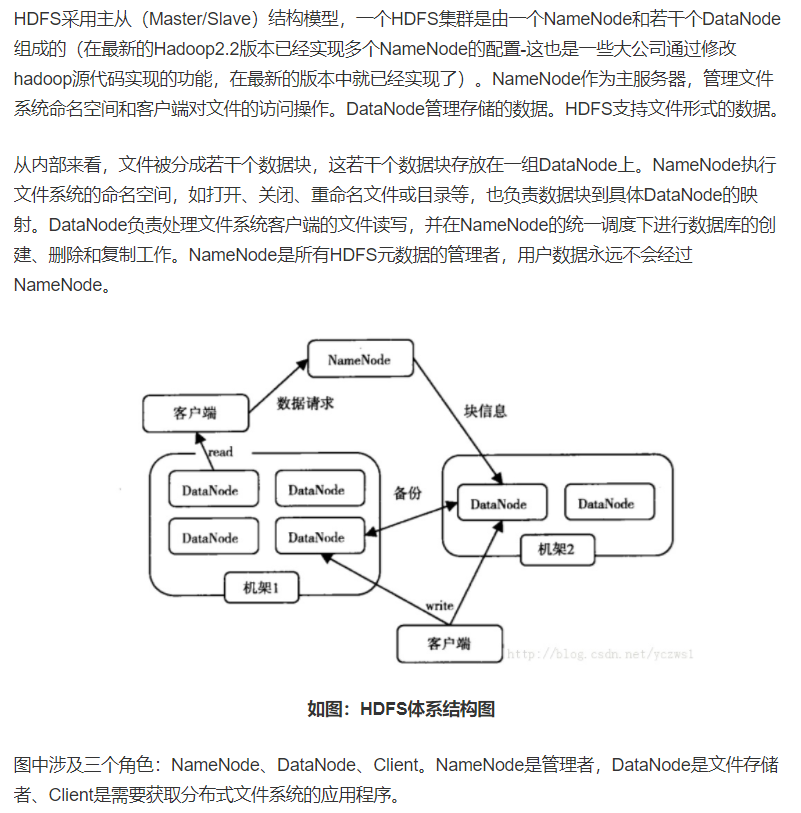 HDFS采用主从（Master/Slave）结构模型，一个HDFS集群是由一个NameNode和若干个DataNode
组成的（在最新的Hadoop2.2版本已经实现多个NameNode的配置-这也是一些大公司通过修改
hadoop源代码实现的功能，在最新的版本中就已经实现了）。NameNode作为主服务器，管理文件
系统命名空间和客户端对文件的访问操作。DataNode管理存储的数据。HDFS支持文件形式的数据。
从内部来看，文件被分成若干个数据块，这若干个数据块存放在一组DataNode上。NameNode执行
文件系统的命名空间，如打开、关闭、重命名文件或目录等，也负责数据块到具体DataNode的映
射。DataNode负责处理文件系统客户端的文件读写，并在NameNode的统一调度下进行数据库的创
建、删除和复制工作。NameNode是所有HDFS元数据的管理者，用户数据永远不会经过
NameNode。
NameNode
客户端
数据请求
块信息
read
DataNode
DataNode
备份
DataNode
DataNode
DataNode
DataNode
机架1
机架2
write
客户端
http://blog.csdn.net/yczws1
如图：HDFS体系结构图
图中涉及三个角色：NameNode、DataNode、Client。NameNode是管理者，DataNode是文件存储
者、Client是需要获取分布式文件系统的应用程序。